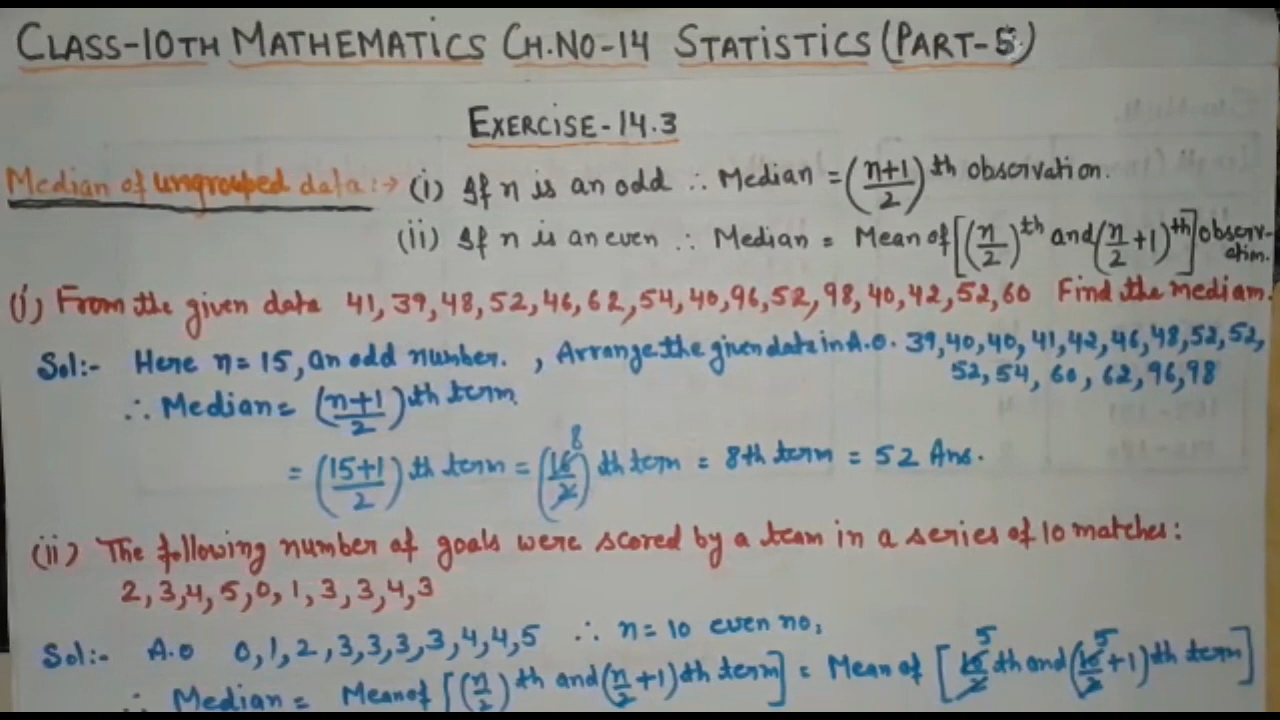 CLASS-10TH MATHEMATICS CH.NO-14 STATISTICS (PART-5)
EXERCISE-14.3
Median of ungrouped data:→ (i) If n is an odd ∴ Median = (n+1/2)th observation.
(ii) If n is an even ∴ Median = Mean of [(n/2)th and (n/2+1)th] observation.
(i) From the given data 41,39,48,52,46,62,54,40,96,52,98,40,42,52,60 Find the median.
Sol:- Here n=15, an odd number. , Arrange the given data in A.O. 39,40,40,41,42,46,48,52,52,
52,54,60,62,96,98
∴ Median = (n+1/2)th term
= (15+1/2)th term = (16/2)th term = 8th term = 52 Ans.
(ii) The following number of goals were scored by a team in a series of 10 matches:
2,3,4,5,0,1,3,3,4,3
Sol:- A.O 0,1,2,3,3,3,3,4,4,5 ∴ n=10 even no,
∴ Median = Mean of [(n/2)th and (n/2+1)th term] = Mean of [10/2 th and (10/2+1)th term]